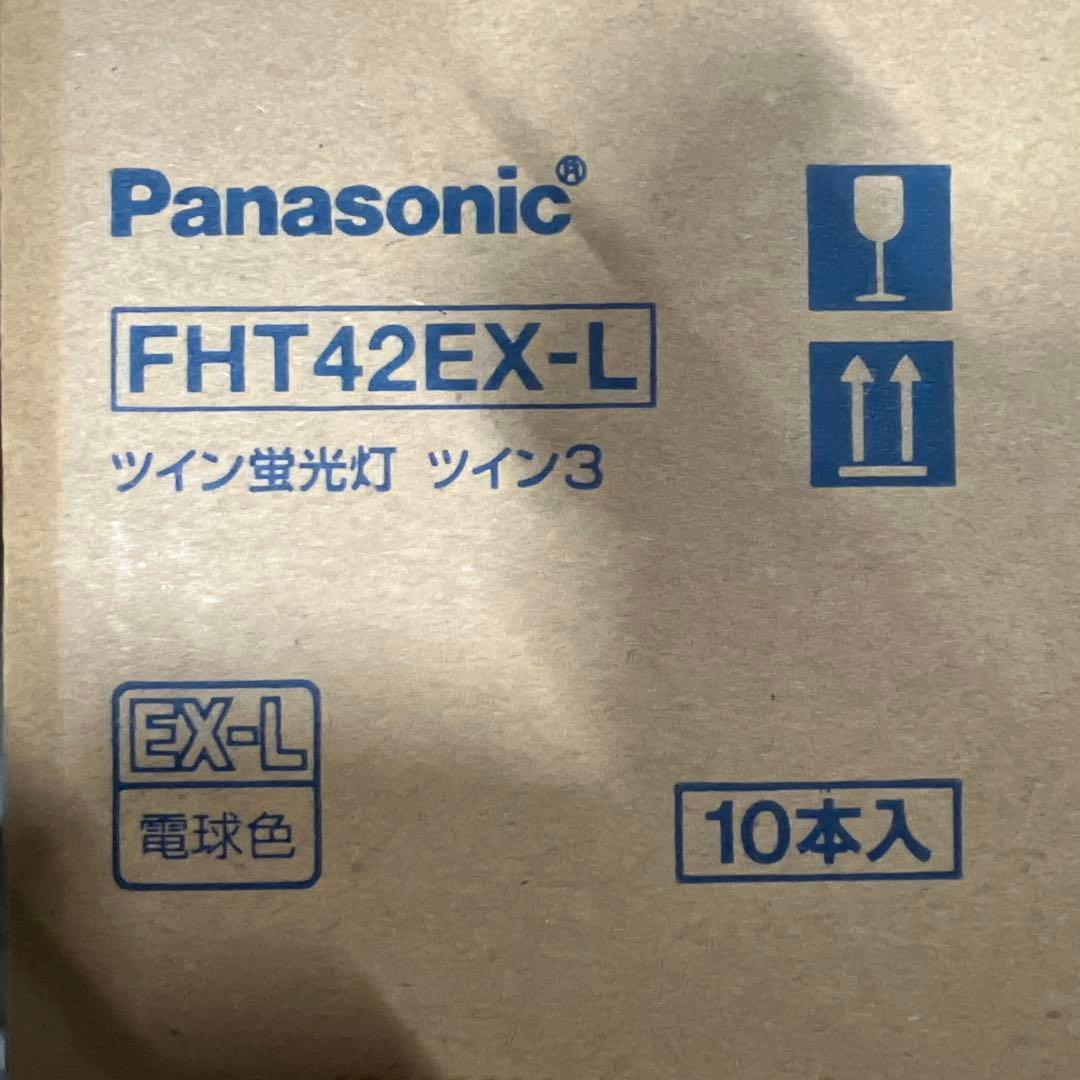 Panasonic®
FHT42EX-L
ツイン蛍光灯 ツイン3
EX-L
電球色
10本入